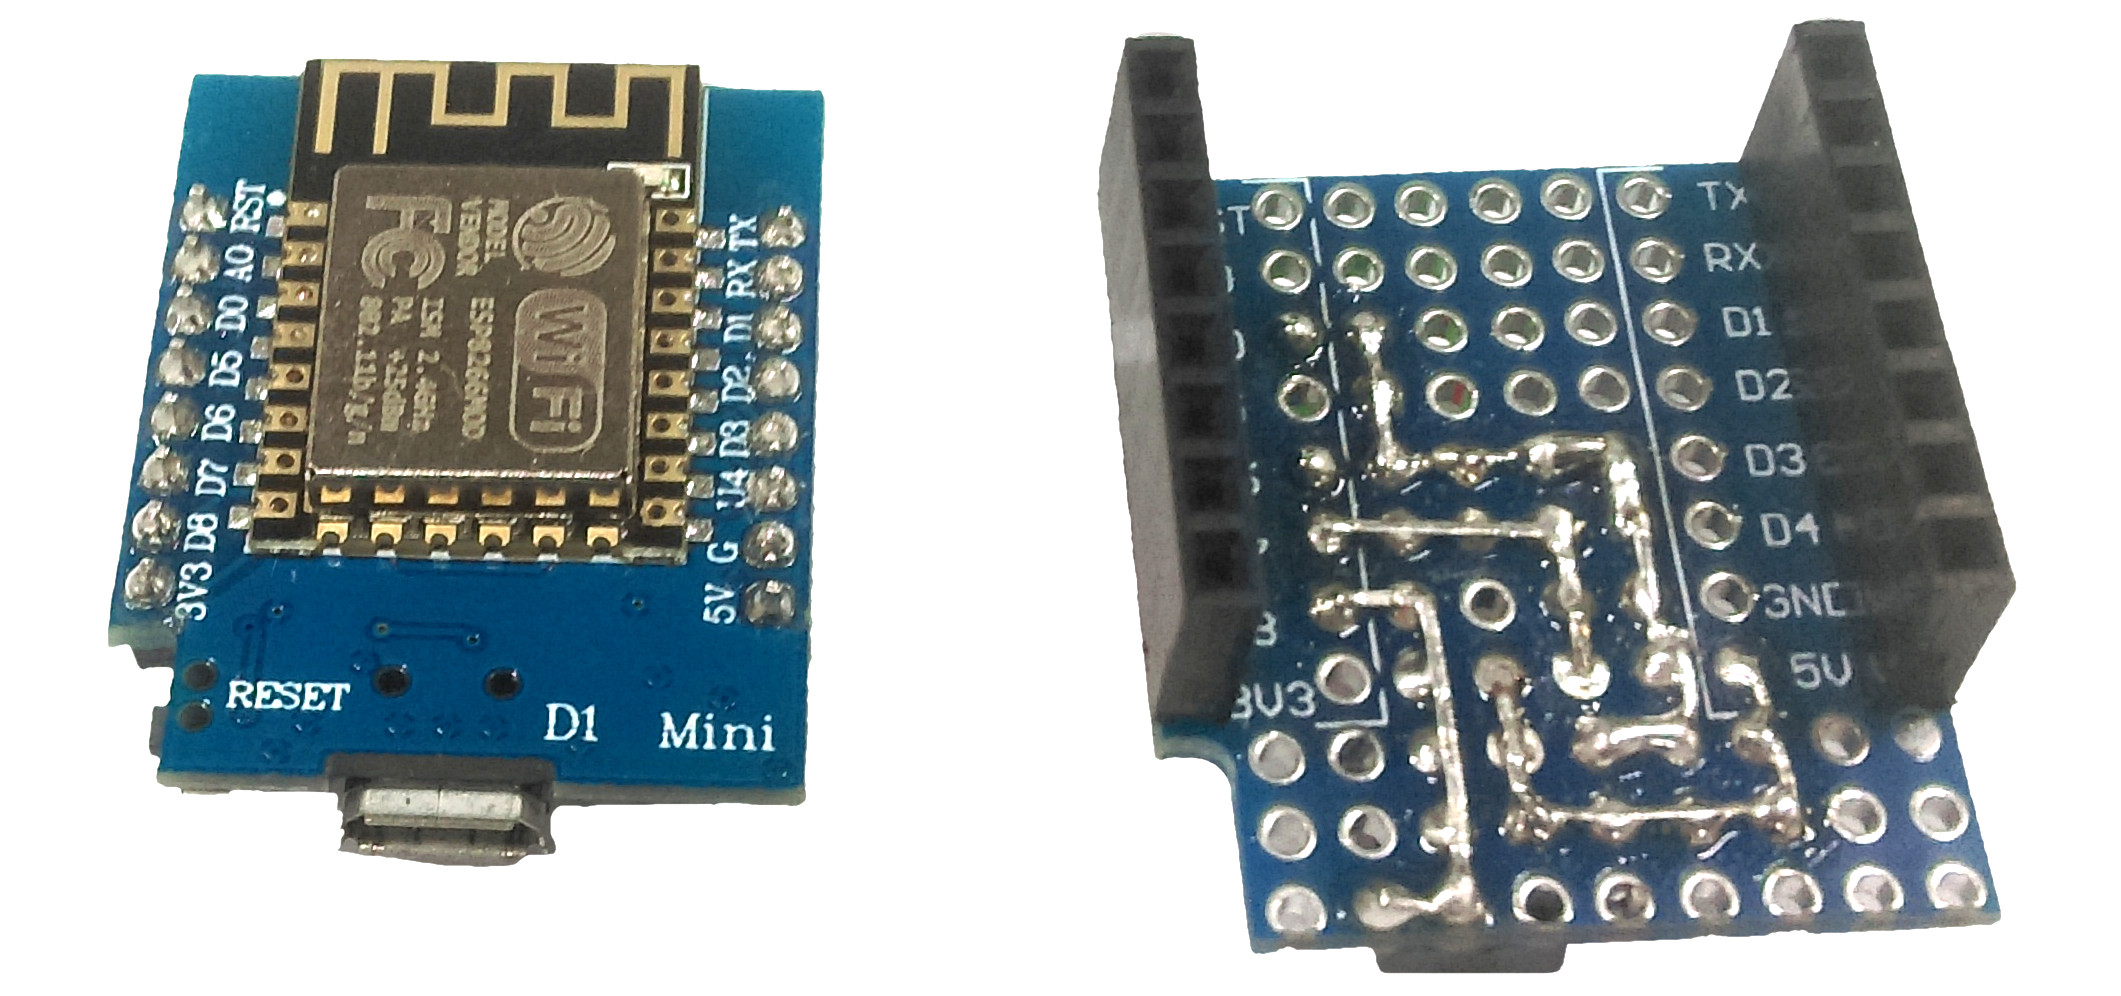 RST
A0
D0
D5
D6
D7
D8
3V3
TX
RX
D1
D2
D3
D4
G
5V
MODEL
VENDOR
ESP8266MOD
ISM 2.4GHz
PA +25dBm
802.11b/g/n
FC
WiFi
RESET
D1 Mini
3V3
TX
RX
D1
D2
D3
D4
GND
5V